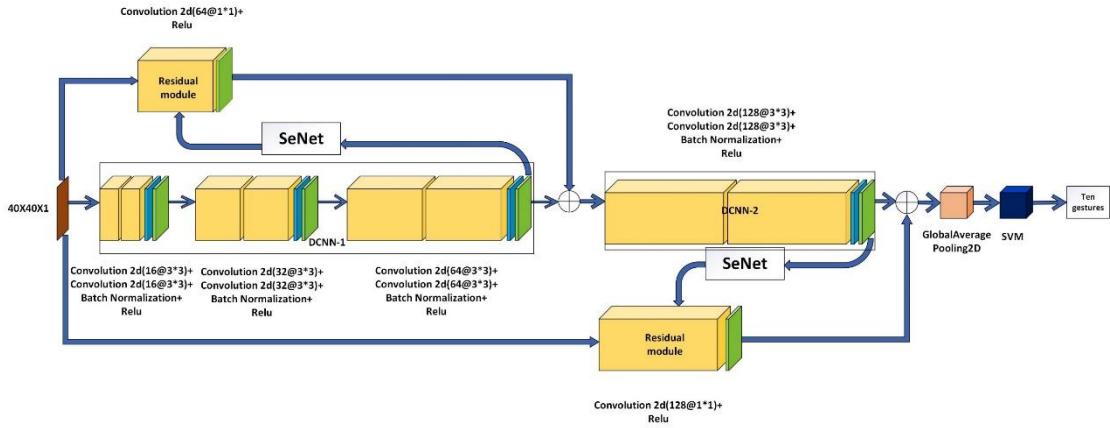 Convolution 2d(64@1*1)+
Relu
Residual
module
SeNet
40X40X1
DCNN-1
Convolution 2d(16@3*3)+
Convolution 2d(16@3*3)+
Batch Normalization+
Relu
Convolution 2d(32@3*3)+
Convolution 2d(32@3*3)+
Batch Normalization+
Relu
Convolution 2d(64@3*3)+
Convolution 2d(64@3*3)+
Batch Normalization+
Relu
Convolution 2d(128@3*3)+
Convolution 2d(128@3*3)+
Batch Normalization+
Relu
DCNN-2
SeNet
Residual
module
Convolution 2d(128@1*1)+
Relu
GlobalAverage
Pooling2D
SVM
Ten
gestures